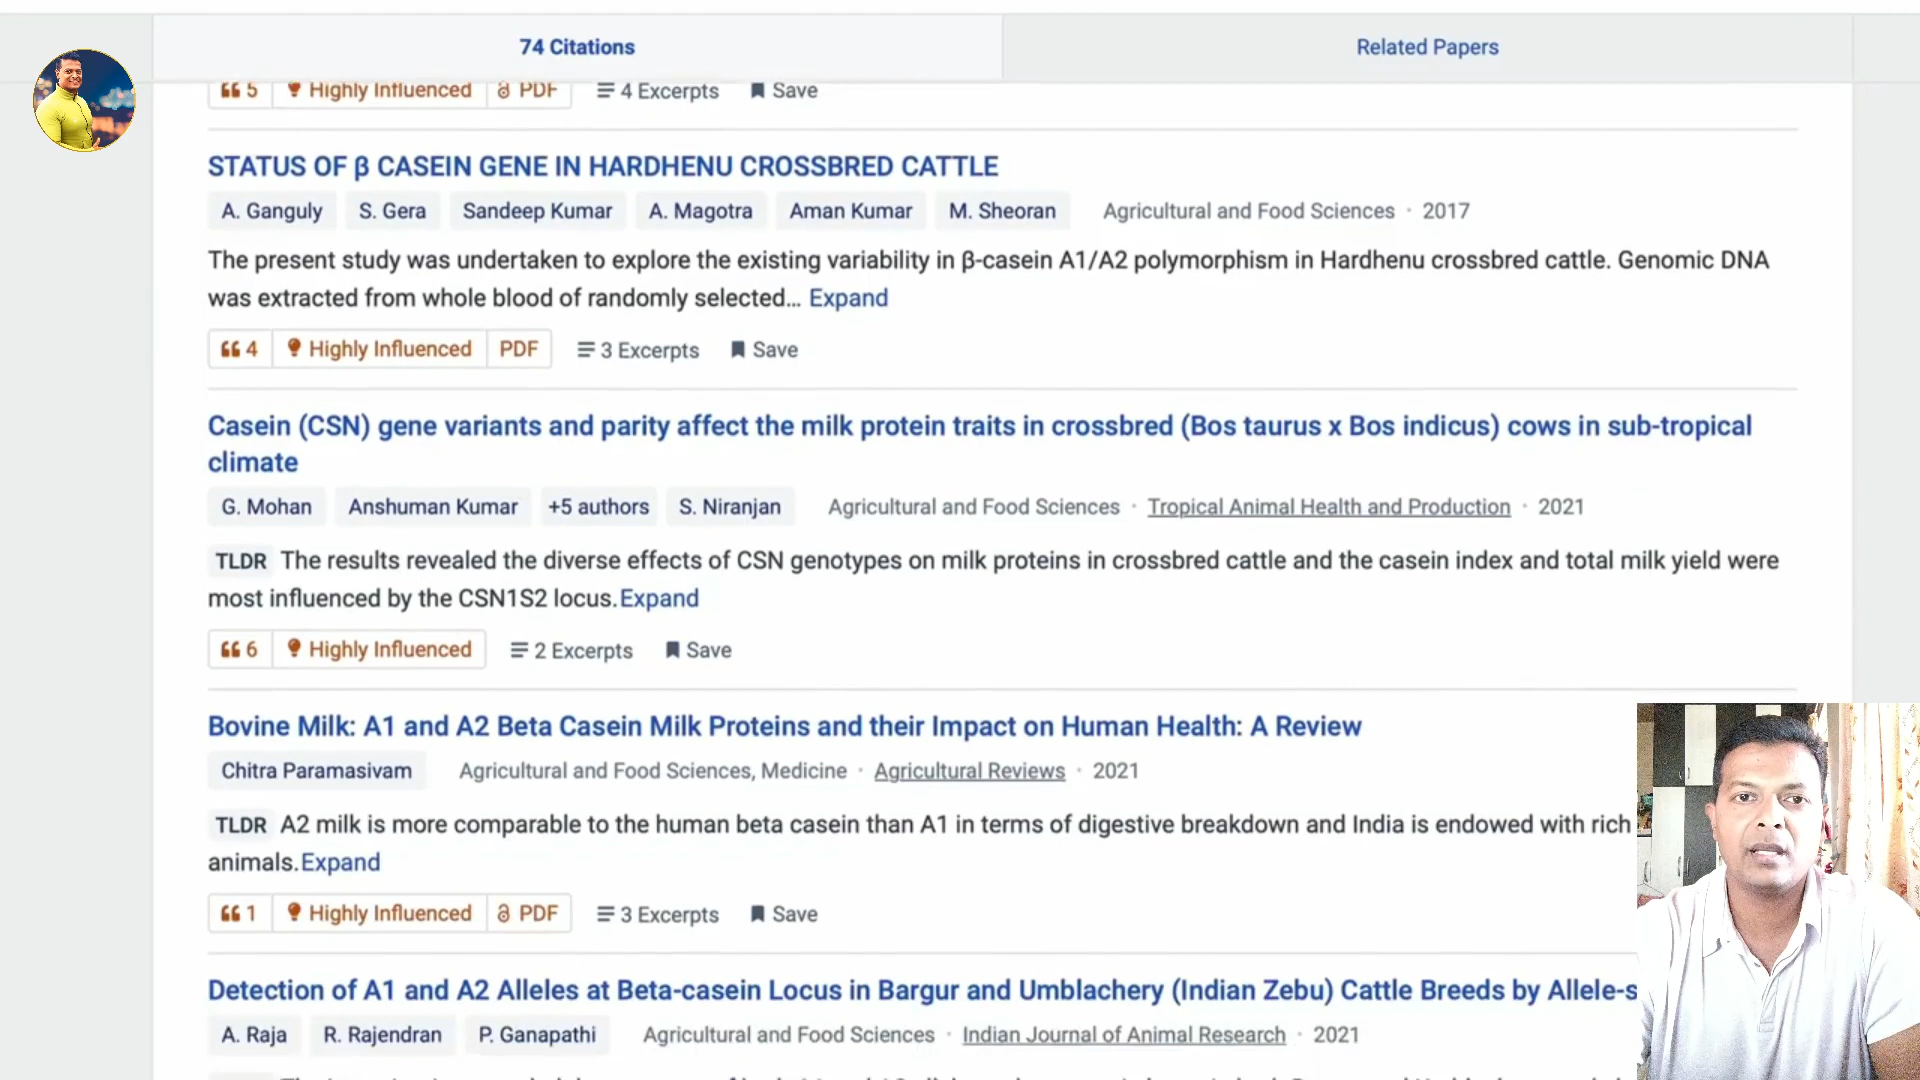 74 Citations
Related Papers
5 Highly Influenced PDF 4 Excerpts Save
STATUS OF β CASEIN GENE IN HARDHENU CROSSBRED CATTLE
A. Ganguly S. Gera Sandeep Kumar A. Magotra Aman Kumar M. Sheoran Agricultural and Food Sciences · 2017
The present study was undertaken to explore the existing variability in β-casein A1/A2 polymorphism in Hardhenu crossbred cattle. Genomic DNA
was extracted from whole blood of randomly selected... Expand
4 Highly Influenced PDF 3 Excerpts Save
Casein (CSN) gene variants and parity affect the milk protein traits in crossbred (Bos taurus x Bos indicus) cows in sub-tropical
climate
G. Mohan Anshuman Kumar +5 authors S. Niranjan Agricultural and Food Sciences · Tropical Animal Health and Production · 2021
TLDR The results revealed the diverse effects of CSN genotypes on milk proteins in crossbred cattle and the casein index and total milk yield were
most influenced by the CSN1S2 locus.Expand
6 Highly Influenced 2 Excerpts Save
Bovine Milk: A1 and A2 Beta Casein Milk Proteins and their Impact on Human Health: A Review
Chitra Paramasivam Agricultural and Food Sciences, Medicine · Agricultural Reviews · 2021
TLDR A2 milk is more comparable to the human beta casein than A1 in terms of digestive breakdown and India is endowed with rich
animals.Expand
1 Highly Influenced PDF 3 Excerpts Save
Detection of A1 and A2 Alleles at Beta-casein Locus in Bargur and Umblachery (Indian Zebu) Cattle Breeds by Allele-s
A. Raja R. Rajendran P. Ganapathi Agricultural and Food Sciences · Indian Journal of Animal Research · 2021